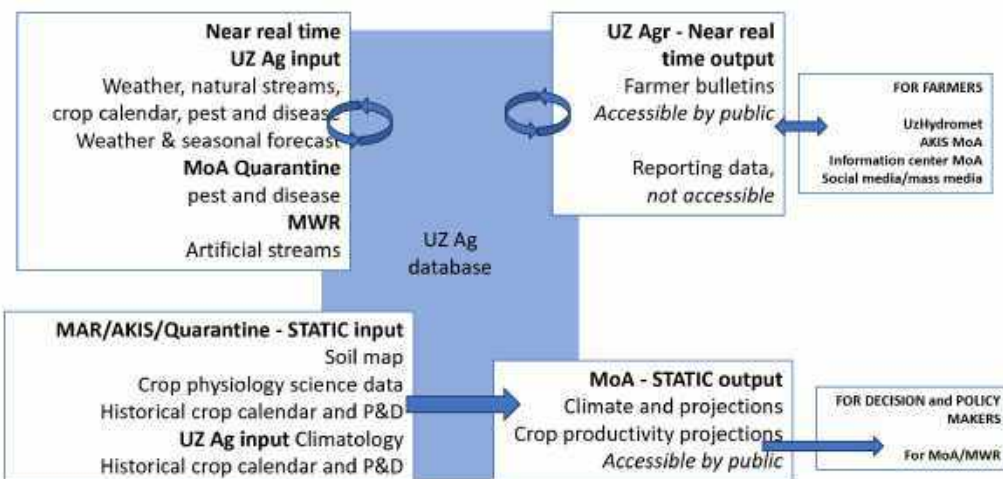 Near real time
UZ Ag input
Weather, natural streams,
crop calendar, pest and disease
Weather & seasonal forecast
MoA Quarantine
pest and disease
MWR
Artificial streams
UZ Agr - Near real
time output
Farmer bulletins
Accessible by public
Reporting data,
not accessible
FOR FARMERS
UzHydromet
AKIS MoA
Information center MoA
Social media/mass media
UZ Ag
database
MAR/AKIS/Quarantine - STATIC input
Soil map
Crop physiology science data
Historical crop calendar and P&D
UZ Ag input Climatology
Historical crop calendar and P&D
MoA - STATIC output
Climate and projections
Crop productivity projections
Accessible by public
FOR DECISION and POLICY
MAKERS
For MoA/MWR